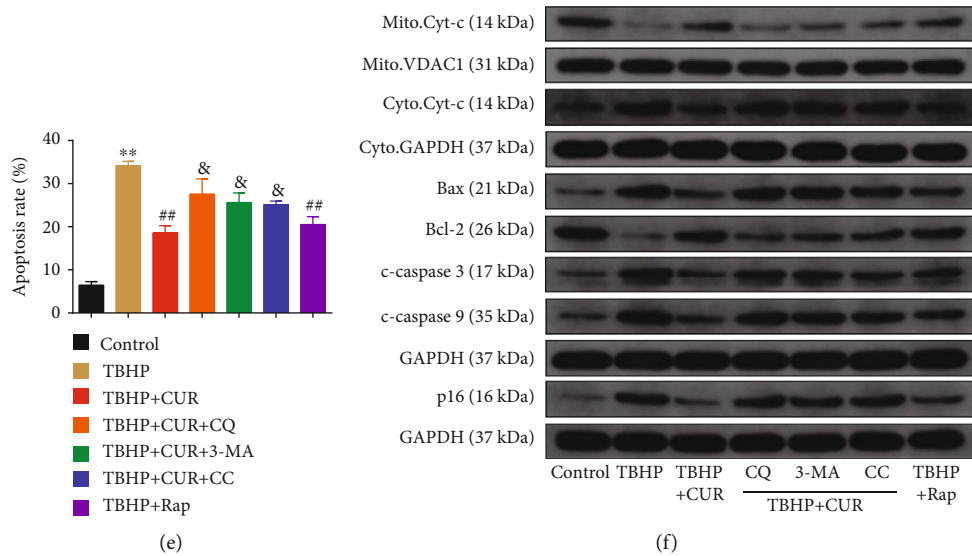 Apoptosis rate (%)
40
30
20
10
0
**
##
&
&
&
##
Control
TBHP
TBHP+CUR
TBHP+CUR+CQ
TBHP+CUR+3-MA
TBHP+CUR+CC
TBHP+Rap
(e)
Mito.Cyt-c (14 kDa)
Mito.VDAC1 (31 kDa)
Cyto.Cyt-c (14 kDa)
Cyto.GAPDH (37 kDa)
Bax (21 kDa)
Bcl-2 (26 kDa)
c-caspase 3 (17 kDa)
c-caspase 9 (35 kDa)
GAPDH (37 kDa)
p16 (16 kDa)
GAPDH (37 kDa)
Control TBHP TBHP CQ 3-MA CC TBHP
+CUR TBHP+CUR +Rap
(f)